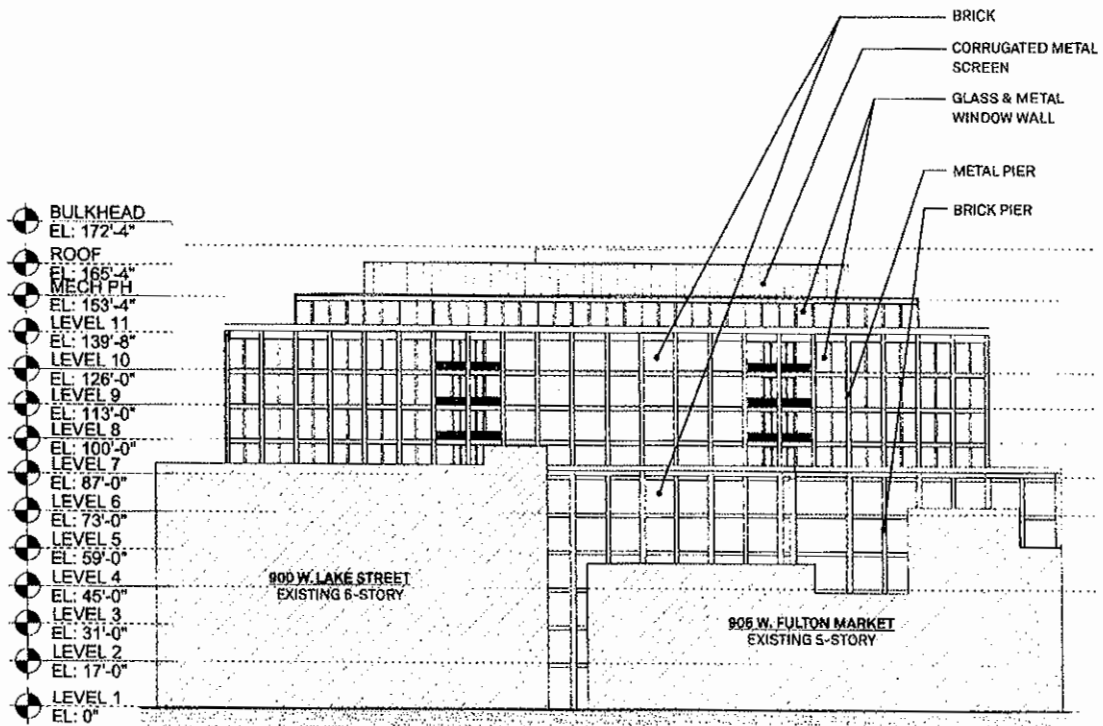 BRICK
CORRUGATED METAL
SCREEN
GLASS & METAL
WINDOW WALL
METAL PIER
BRICK PIER
BULKHEAD
EL: 172'-4"
ROOF
EL: 165'-4"
MECH PH
EL: 153'-4"
LEVEL 11
EL: 139'-8"
LEVEL 10
EL: 126'-0"
LEVEL 9
EL: 113'-0"
LEVEL 8
EL: 100'-0"
LEVEL 7
EL: 87'-0"
LEVEL 6
EL: 73'-0"
LEVEL 5
EL: 59'-0"
LEVEL 4
EL: 45'-0"
LEVEL 3
EL: 31'-0"
LEVEL 2
EL: 17'-0"
LEVEL 1
EL: 0"
900 W. LAKE STREET
EXISTING 6-STORY
905 W. FULTON MARKET
EXISTING 5-STORY